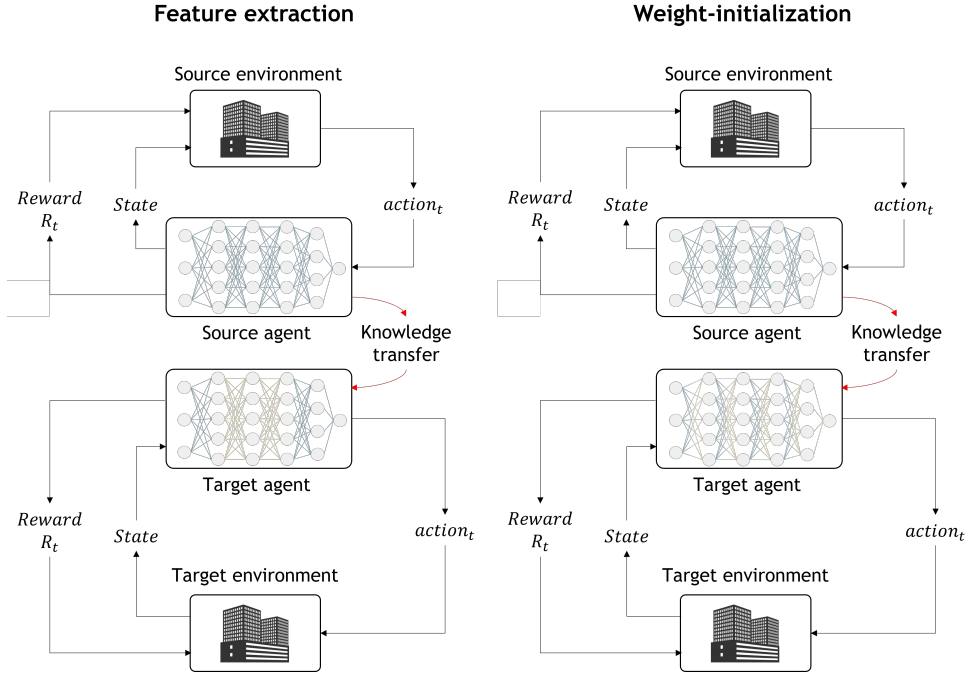 Feature extraction
Source environment
Reward
R_t
State
action_t
Source agent
Knowledge
transfer
Target agent
Reward
R_t
State
action_t
Target environment
Weight-initialization
Source environment
Reward
R_t
State
action_t
Source agent
Knowledge
transfer
Target agent
Reward
R_t
State
action_t
Target environment